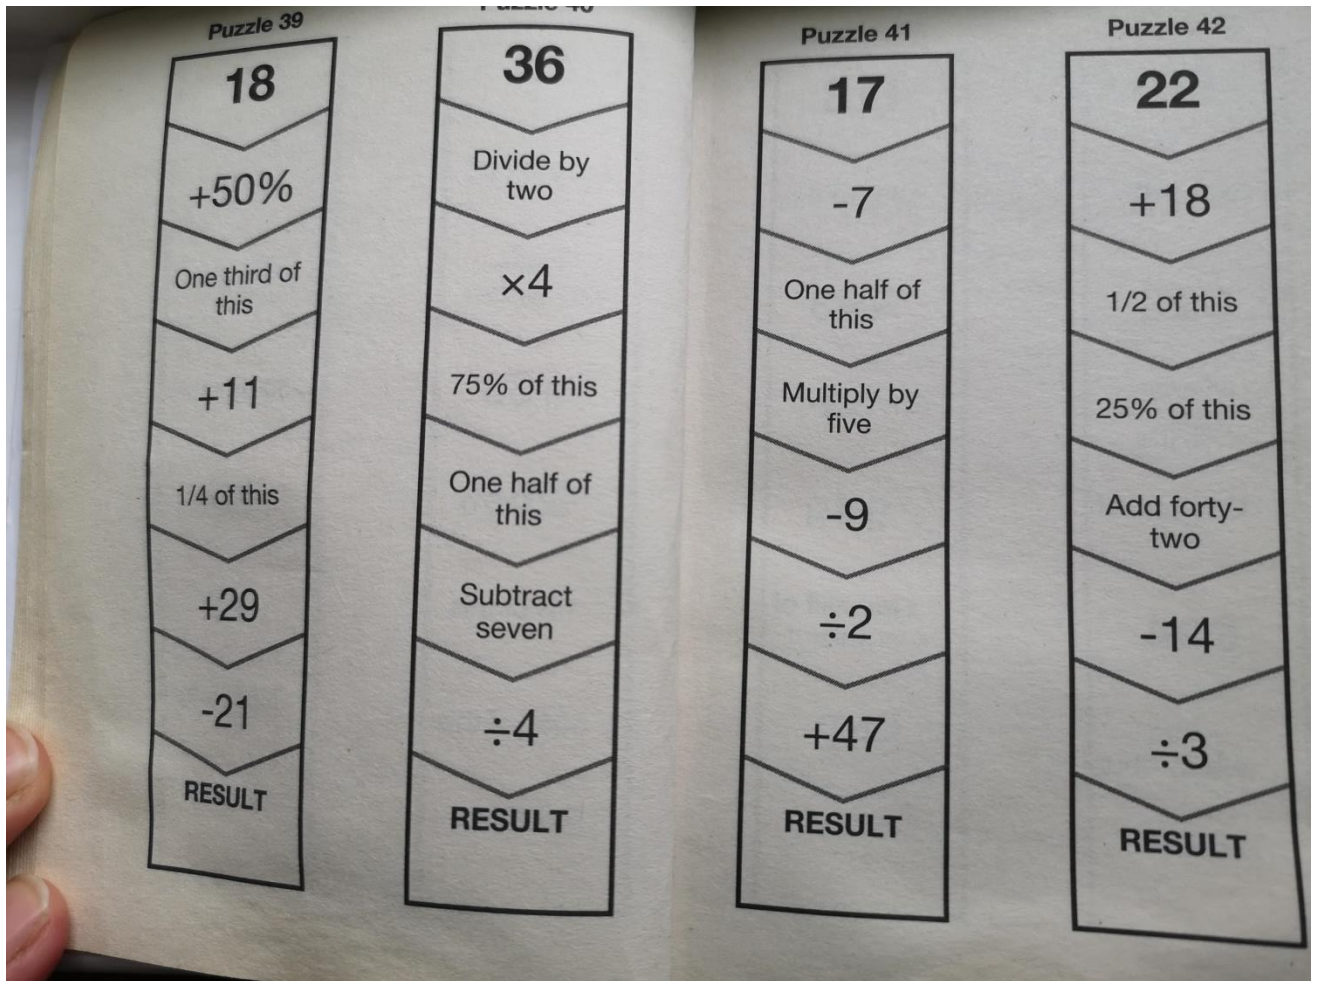 Puzzle 39
18
+50%
One third of
this
+11
1/4 of this
+29
-21
RESULT
Puzzle 40
36
Divide by
two
×4
75% of this
One half of
this
Subtract
seven
÷4
RESULT
Puzzle 41
17
-7
One half of
this
Multiply by
five
-9
÷2
+47
RESULT
Puzzle 42
22
+18
1/2 of this
25% of this
Add forty-
two
-14
÷3
RESULT